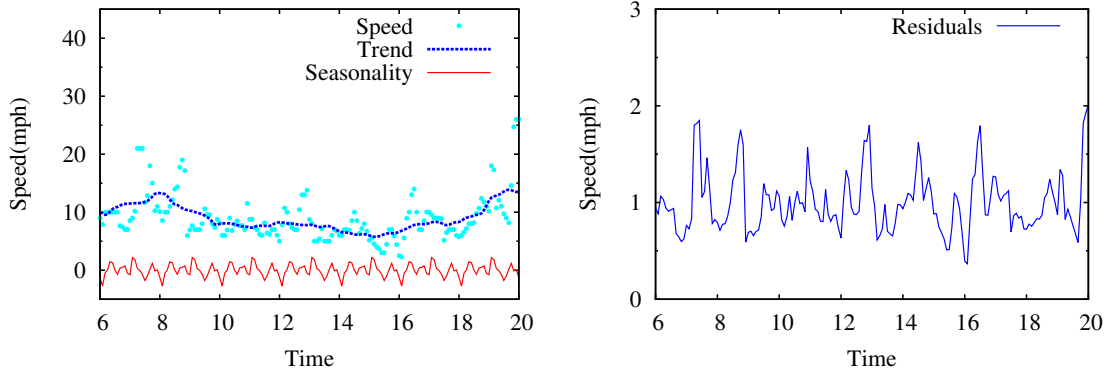 Speed
Trend
Seasonality
Speed(mph)
40
30
20
10
0
6 8 10 12 14 16 18 20
Time
Residuals
Speed(mph)
3
2
1
0
6 8 10 12 14 16 18 20
Time